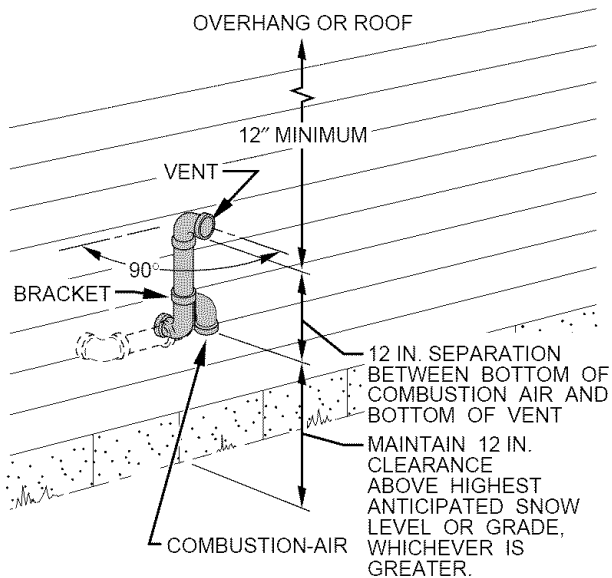 OVERHANG OR ROOF
12″ MINIMUM
VENT
90°
BRACKET
12 IN. SEPARATION
BETWEEN BOTTOM OF
COMBUSTION AIR AND
BOTTOM OF VENT
MAINTAIN 12 IN.
CLEARANCE
ABOVE HIGHEST
ANTICIPATED SNOW
LEVEL OR GRADE,
WHICHEVER IS
GREATER.
COMBUSTION-AIR